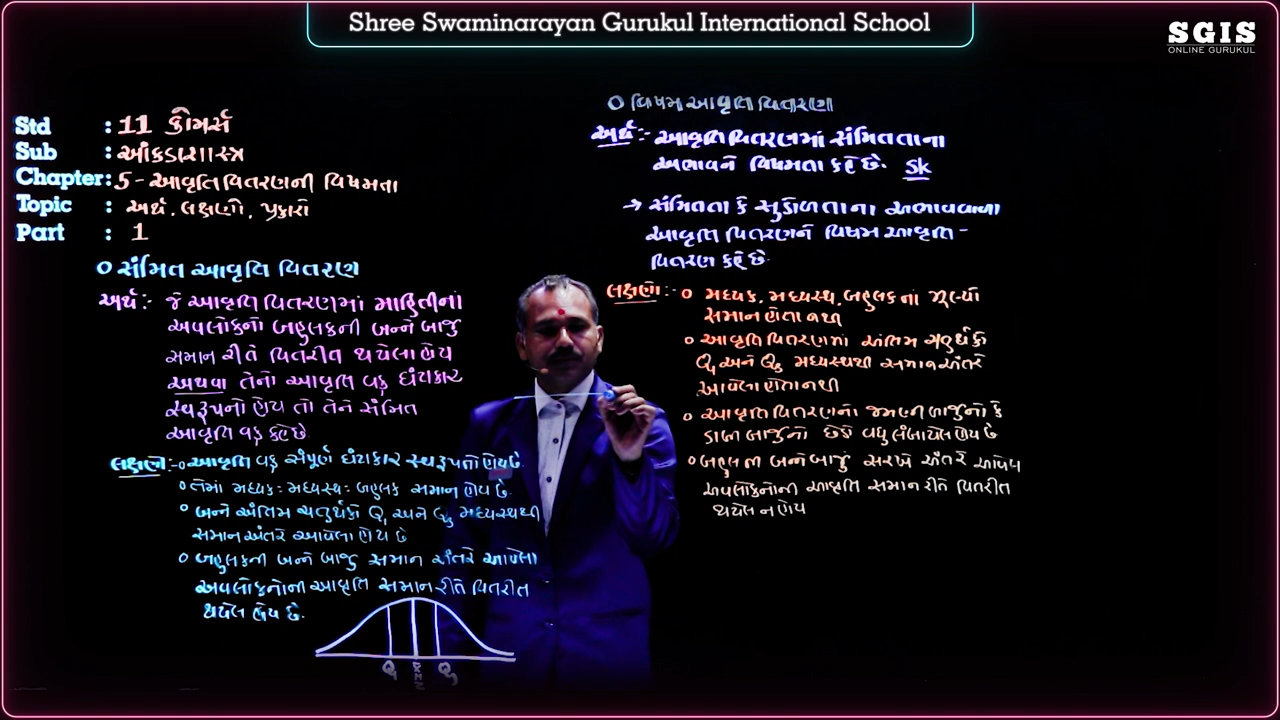 Shree Swaminarayan Gurukul International School
SGIS
ONLINE GURUKUL
Std : 11 કોમર્સ
Sub : આંકડાશાસ્ત્ર
Chapter: 5 - આવૃતિ વિતરણની વિષમતા
Topic : અર્થ, લક્ષણો, પ્રકારો
Part : 1
○ સંમિત આવૃતિ વિતરણ
અર્થ :- જે આવૃતિ વિતરણમાં માહિતીનાં
અવલોકનો બહુલકની બન્ને બાજુ
સમાન રીતે વિતરીત થયેલા હોય
અથવા તેનો આવૃતિ વક્ર ઘંટાકાર
સ્વરૂપનો હોય તો તેને સંમિત
આવૃતિ વક્ર કહે છે.
લક્ષણો :- ○ આવૃતિ વક્ર સંપૂર્ણ ઘંટાકાર સ્વરૂપનો હોય છે.
○ તેમાં મધ્યક = મધ્યસ્થ = બહુલક સમાન હોય છે.
○ બન્ને અંતિમ ચતુર્થકો Q₁ અને Q₃ મધ્યસ્થથી
સમાન અંતરે આવેલા હોય છે
○ બહુલકની બન્ને બાજુ સમાન અંતરે આવેલા
અવલોકનોની આવૃતિ સમાન રીતે વિતરીત
થયેલ હોય છે.
Q₁ Q₃
○ વિષમ આવૃતિ વિતરણ
અર્થ :- આવૃતિ વિતરણમાં સંમિતતાના
અભાવને વિષમતા કહે છે. Sk
→ સંમિતતા કે સુડોળતાના અભાવવાળા
આવૃતિ વિતરણને વિષમ આવૃતિ -
વિતરણ કહે છે.
લક્ષણો :- ○ મધ્યક, મધ્યસ્થ, બહુલકનાં મૂલ્યો
સમાન હોતા નથી
○ આવૃતિ વિતરણમાં અંતિમ ચતુર્થકો
Q₁ અને Q₃ મધ્યસ્થથી સમાન અંતરે
આવેલા હોતા નથી
○ આવૃતિ વિતરણનો જમણી બાજુનો કે
ડાબી બાજુનો છેડો વધુ લંબાયેલ હોય છે
○ બહુલકની બન્ને બાજુ સરખે અંતરે આવેલ
અવલોકનોની આવૃતિ સમાન રીતે વિતરીત
થયેલ ન હોય